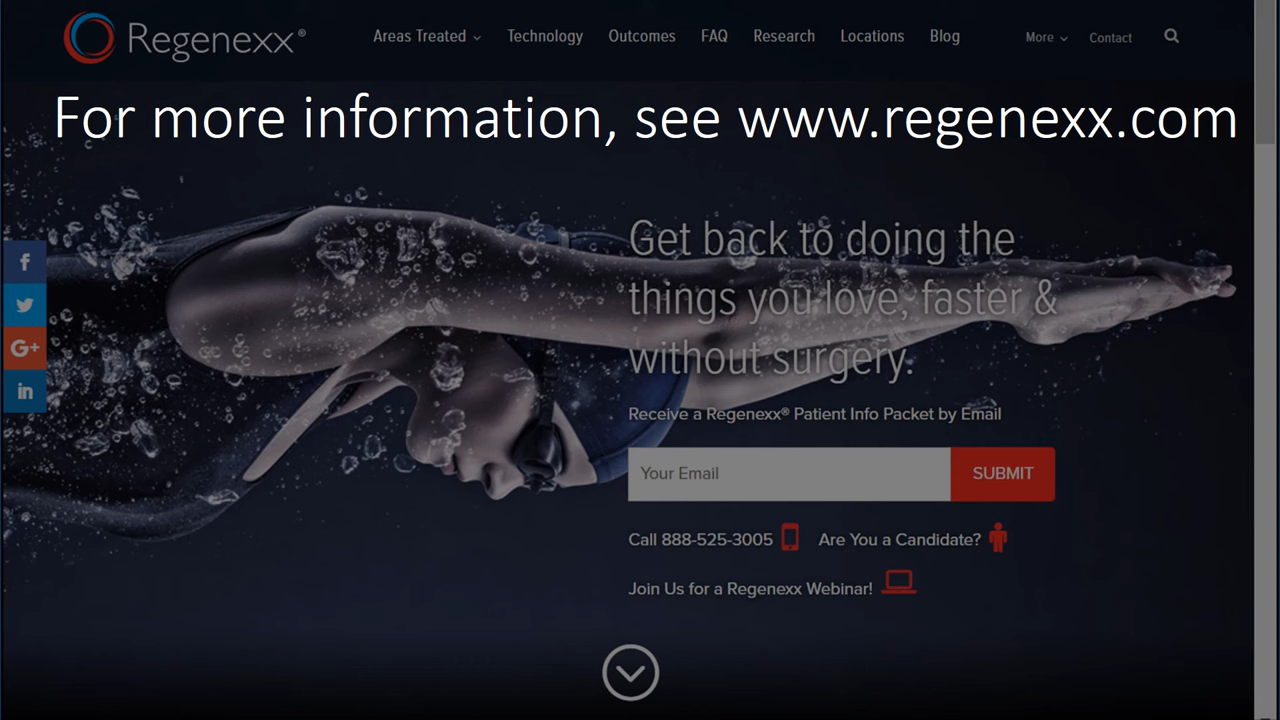 Regenexx®
Areas Treated Technology Outcomes FAQ Research Locations Blog More Contact
For more information, see www.regenexx.com
Get back to doing the
things you love, faster &
without surgery.
Receive a Regenexx® Patient Info Packet by Email
Your Email SUBMIT
Call 888-525-3005 Are You a Candidate?
Join Us for a Regenexx Webinar!
f
G+
in